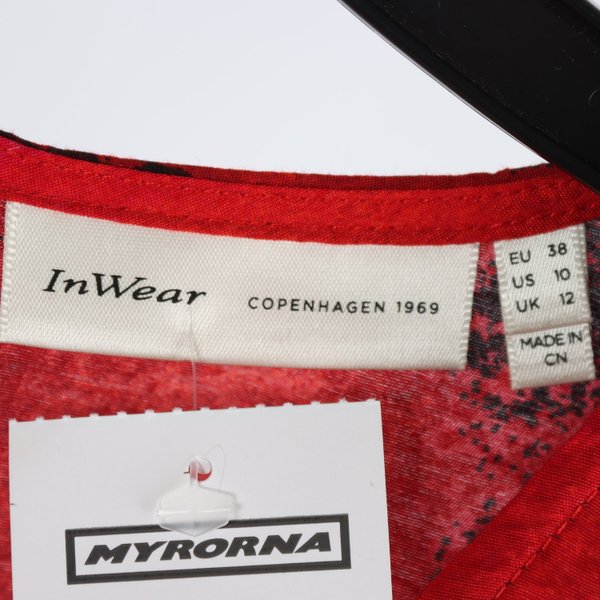 InWear COPENHAGEN 1969
EU 38
US 10
UK 12
MADE IN
CN
MYRORNA